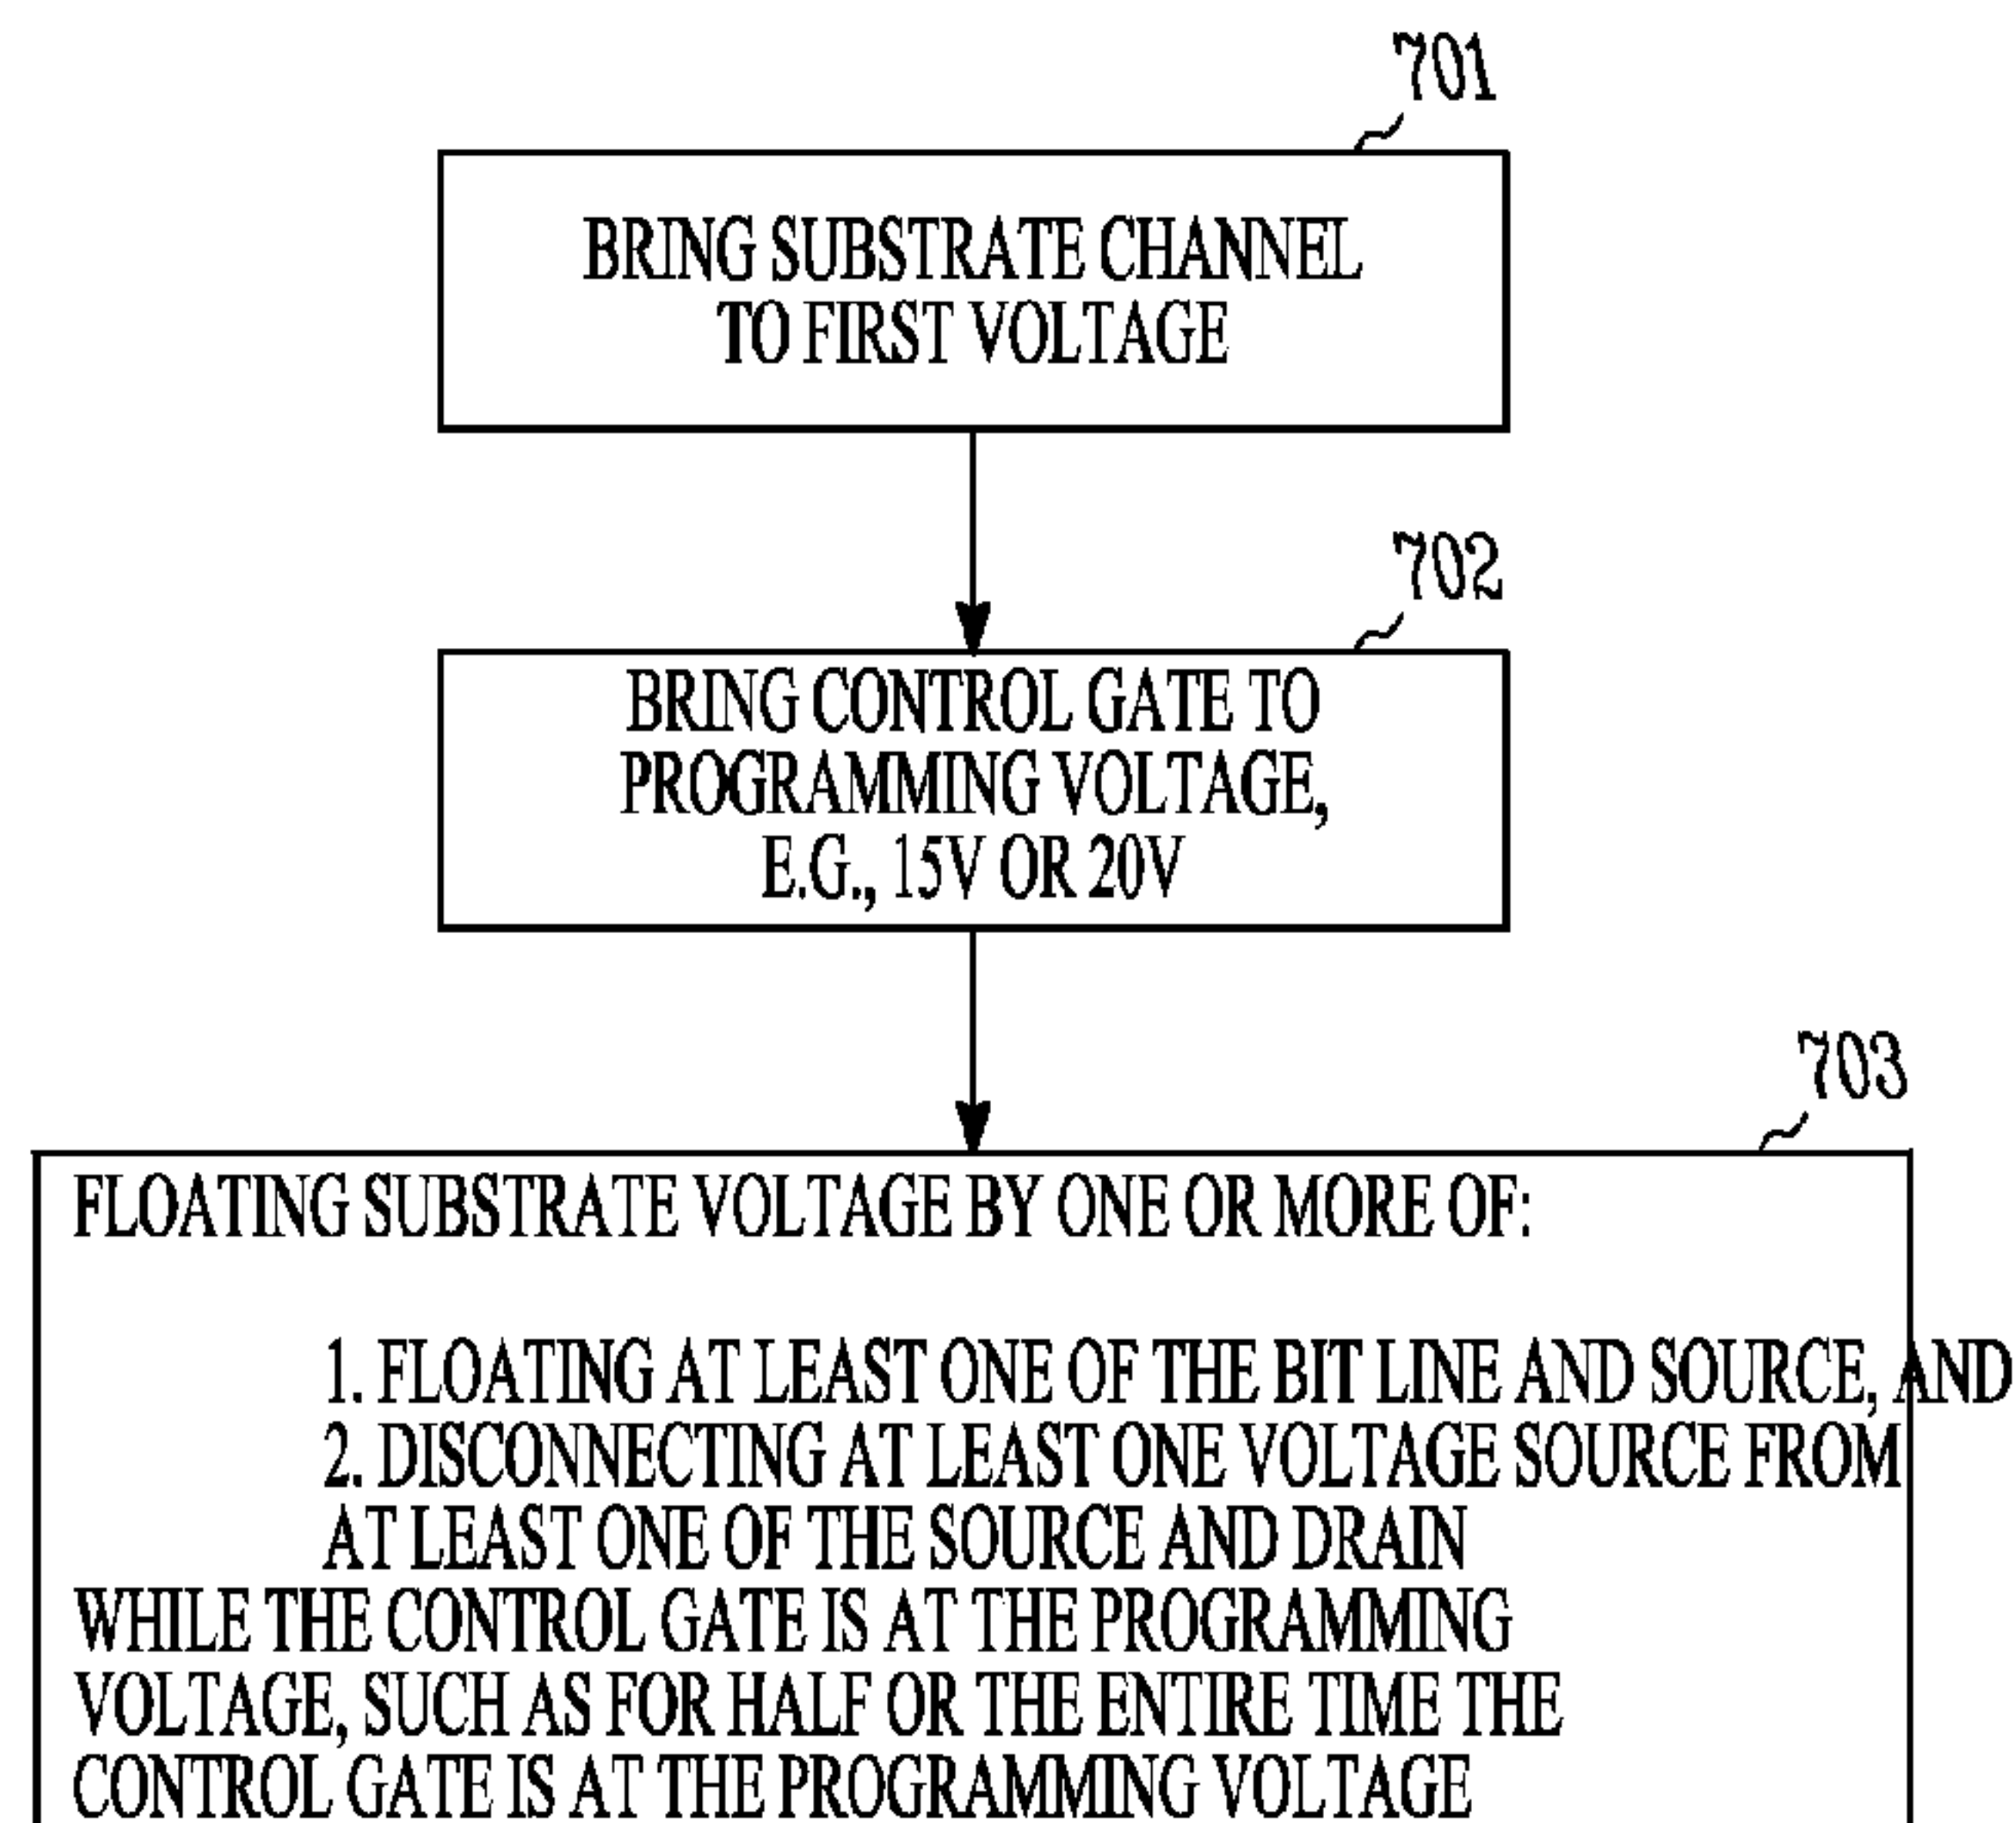 701
BRING SUBSTRATE CHANNEL
TO FIRST VOLTAGE
702
BRING CONTROL GATE TO
PROGRAMMING VOLTAGE,
E.G., 15V OR 20V
703
FLOATING SUBSTRATE VOLTAGE BY ONE OR MORE OF:
1. FLOATING AT LEAST ONE OF THE BIT LINE AND SOURCE, AND
2. DISCONNECTING AT LEAST ONE VOLTAGE SOURCE FROM
AT LEAST ONE OF THE SOURCE AND DRAIN
WHILE THE CONTROL GATE IS AT THE PROGRAMMING
VOLTAGE, SUCH AS FOR HALF OR THE ENTIRE TIME THE
CONTROL GATE IS AT THE PROGRAMMING VOLTAGE